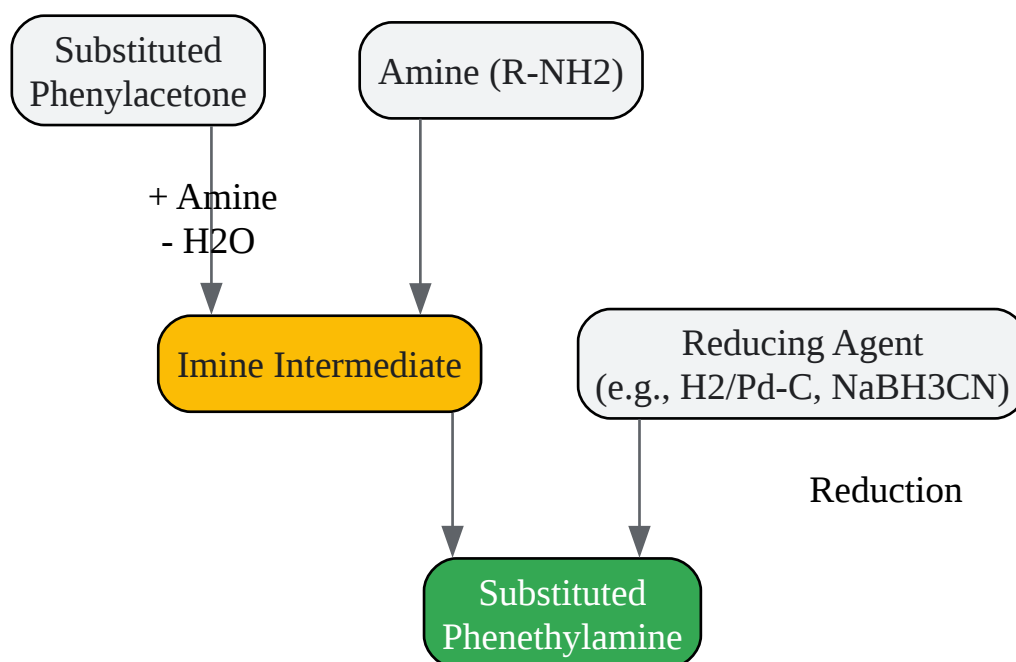 Substituted
Phenylacetone
Amine (R-NH2)
+ Amine
- H2O
Imine Intermediate
Reducing Agent
(e.g., H2/Pd-C, NaBH3CN)
Reduction
Substituted
Phenethylamine